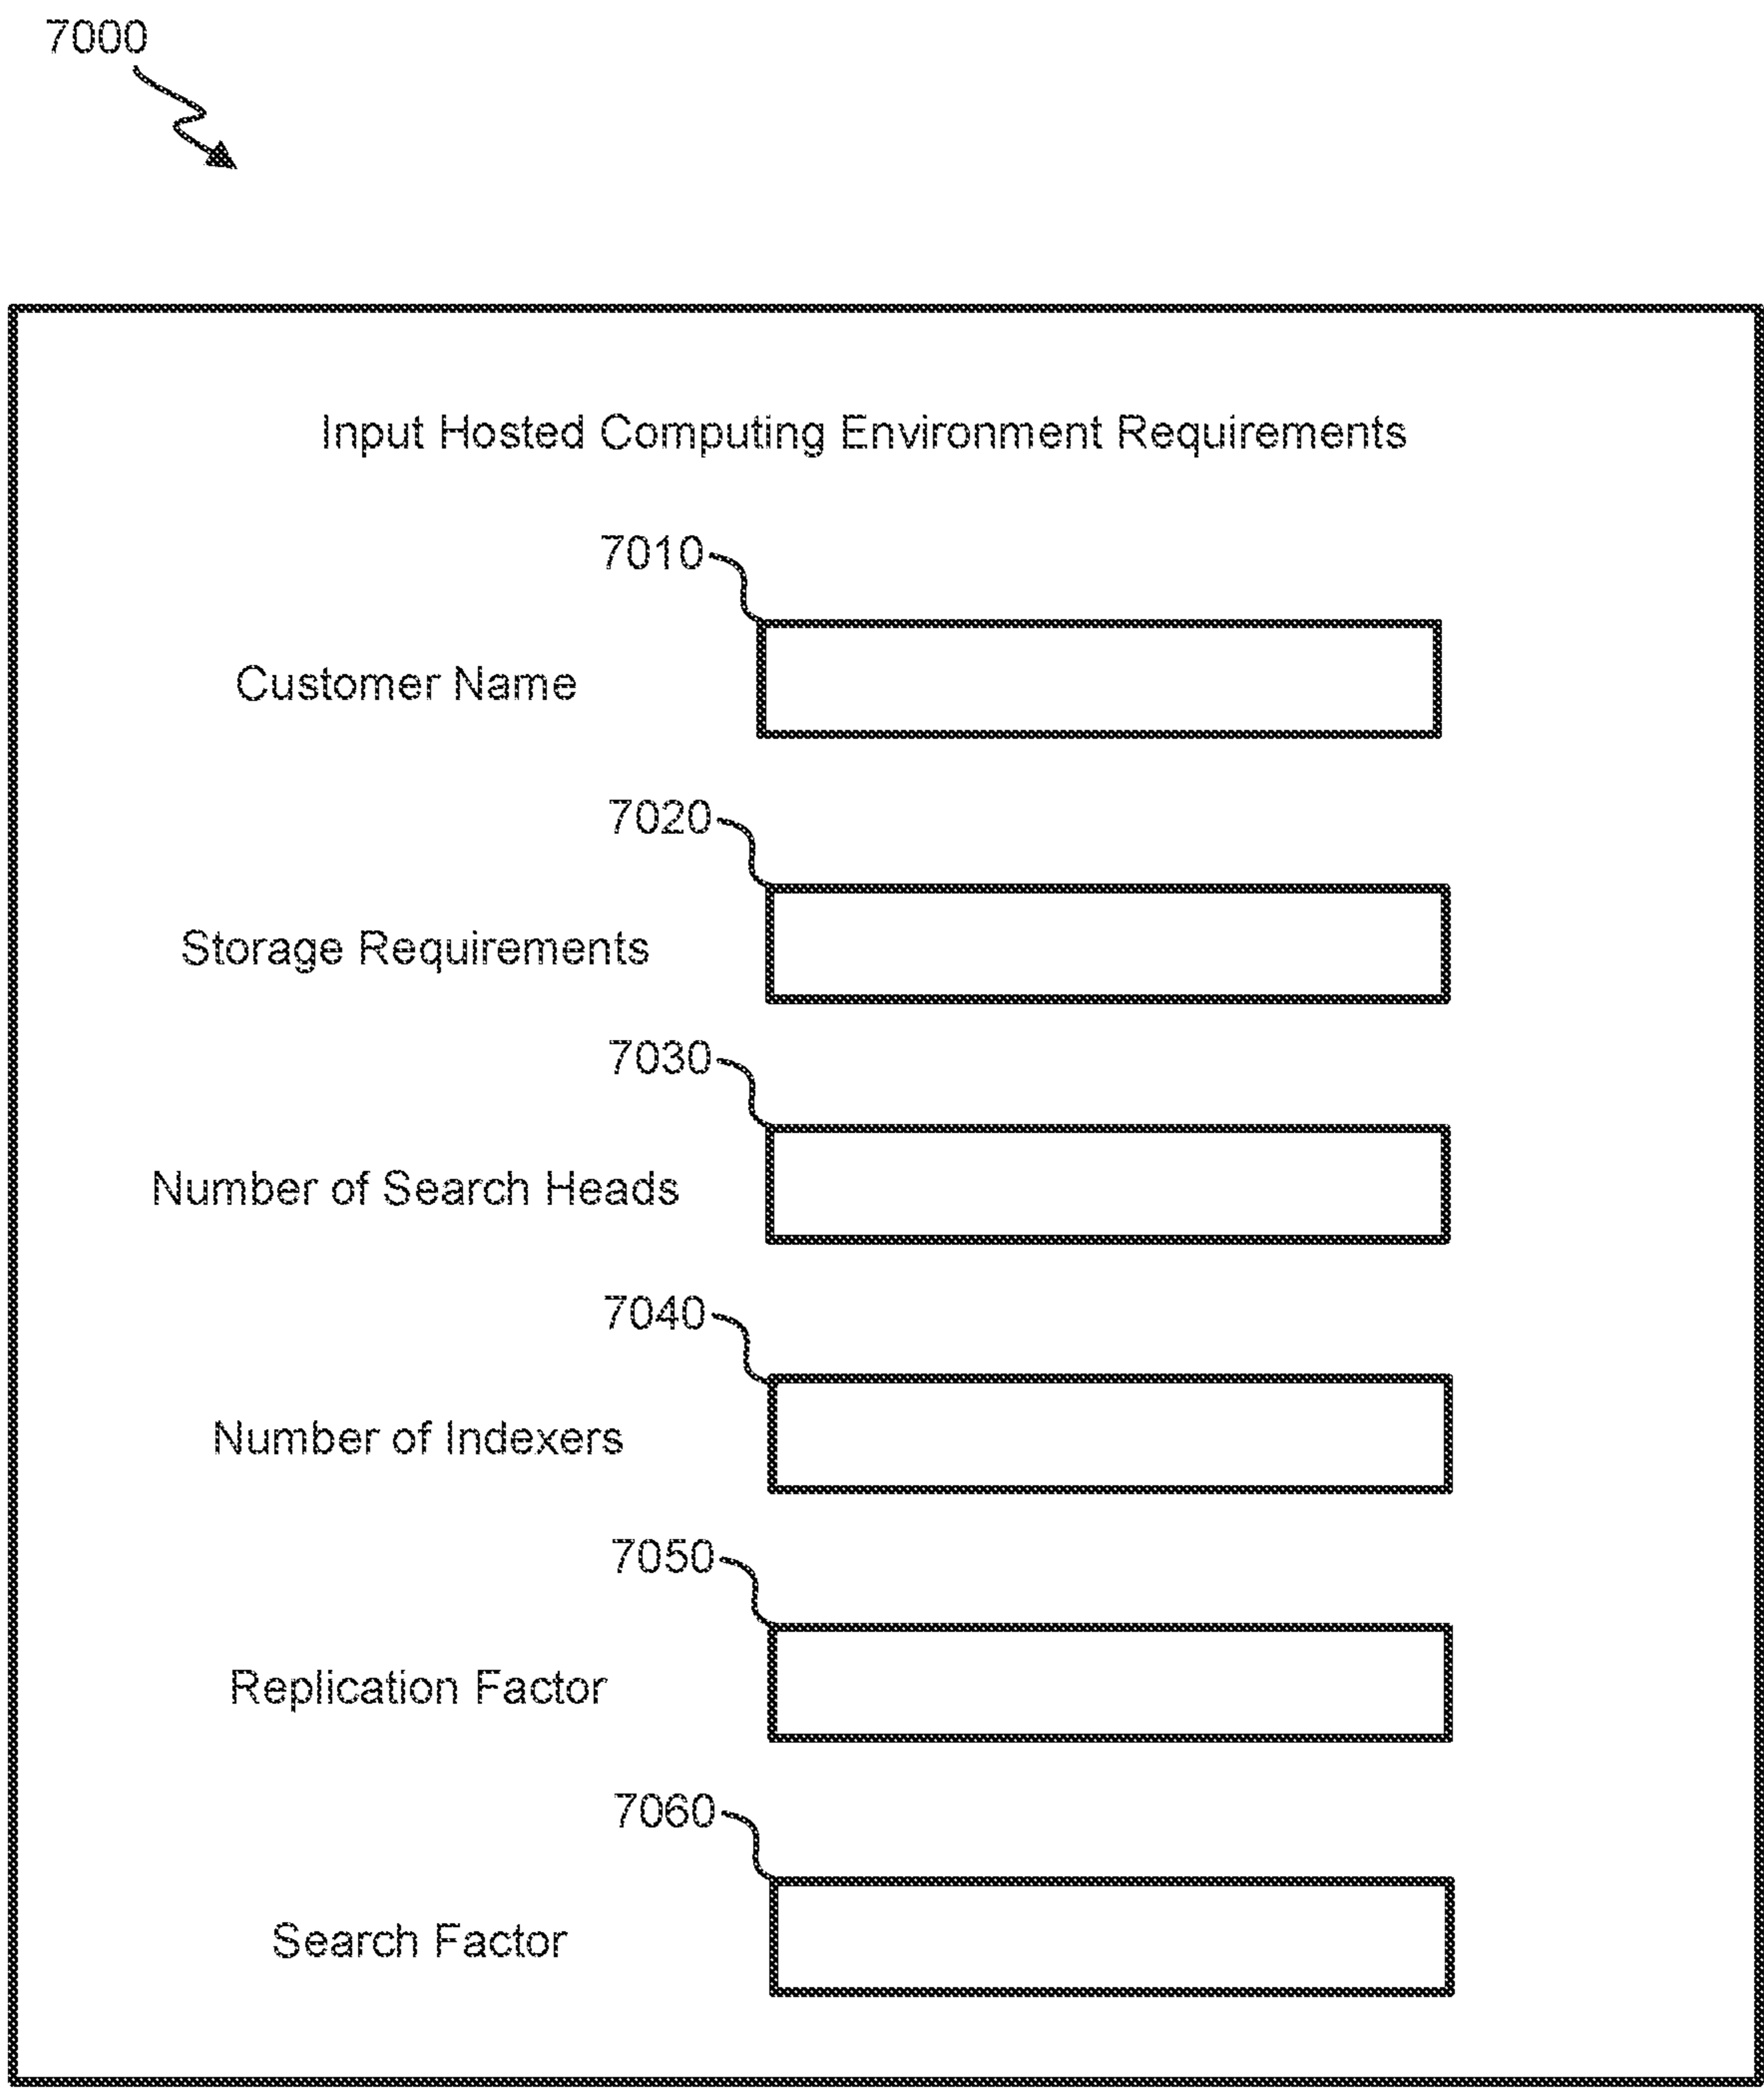 7000
Input Hosted Computing Environment Requirements
7010
Customer Name
7020
Storage Requirements
7030
Number of Search Heads
7040
Number of Indexers
7050
Replication Factor
7060
Search Factor